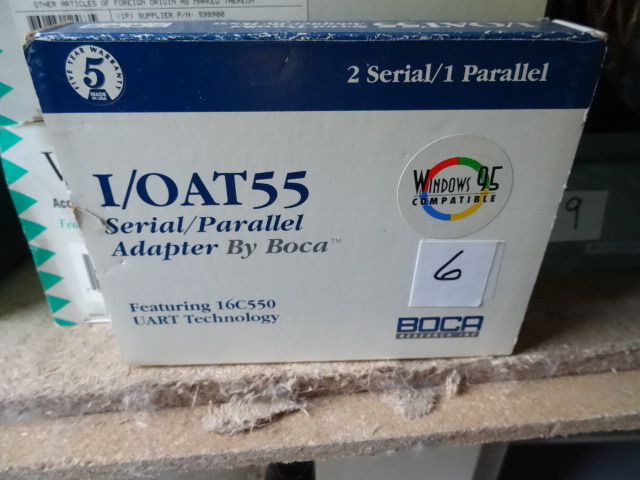 OTHER ARTICLES OF FOREIGN ORIGIN AS MARKED THEREON
(1P) SUPPLIER P/N: 598900
FIVE YEAR WARRANTY
5
MADE IN USA
2 Serial/1 Parallel
I/OAT55
Serial/Parallel
Adapter By Boca™
WINDOWS 95
COMPATIBLE
6
9
Featuring 16C550
UART Technology
BOCA
RESEARCH INC